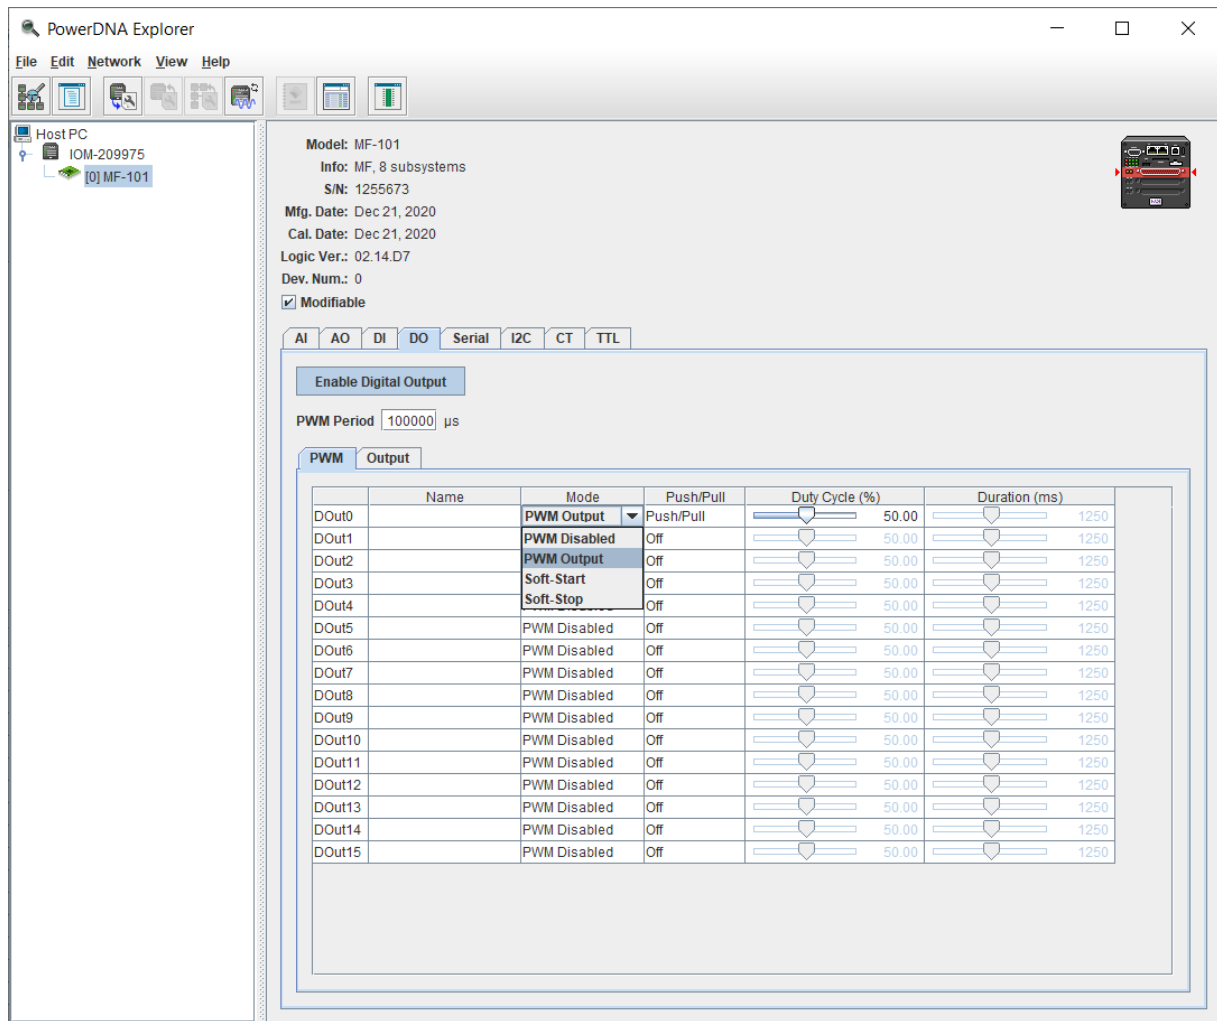 PowerDNA Explorer
File Edit Network View Help
Host PC
IOM-209975
[0] MF-101
Model: MF-101
Info: MF, 8 subsystems
S/N: 1255673
Mfg. Date: Dec 21, 2020
Cal. Date: Dec 21, 2020
Logic Ver.: 02.14.D7
Dev. Num.: 0
Modifiable
AI AO DI DO Serial I2C CT TTL
Enable Digital Output
PWM Period 100000 µs
PWM Output
Name Mode Push/Pull Duty Cycle (%) Duration (ms)
DOut0 PWM Output Push/Pull 50.00 1250
DOut1 PWM Disabled Off 50.00 1250
DOut2 PWM Output Off 50.00 1250
DOut3 Soft-Start Off 50.00 1250
DOut4 Soft-Stop Off 50.00 1250
DOut5 PWM Disabled Off 50.00 1250
DOut6 PWM Disabled Off 50.00 1250
DOut7 PWM Disabled Off 50.00 1250
DOut8 PWM Disabled Off 50.00 1250
DOut9 PWM Disabled Off 50.00 1250
DOut10 PWM Disabled Off 50.00 1250
DOut11 PWM Disabled Off 50.00 1250
DOut12 PWM Disabled Off 50.00 1250
DOut13 PWM Disabled Off 50.00 1250
DOut14 PWM Disabled Off 50.00 1250
DOut15 PWM Disabled Off 50.00 1250